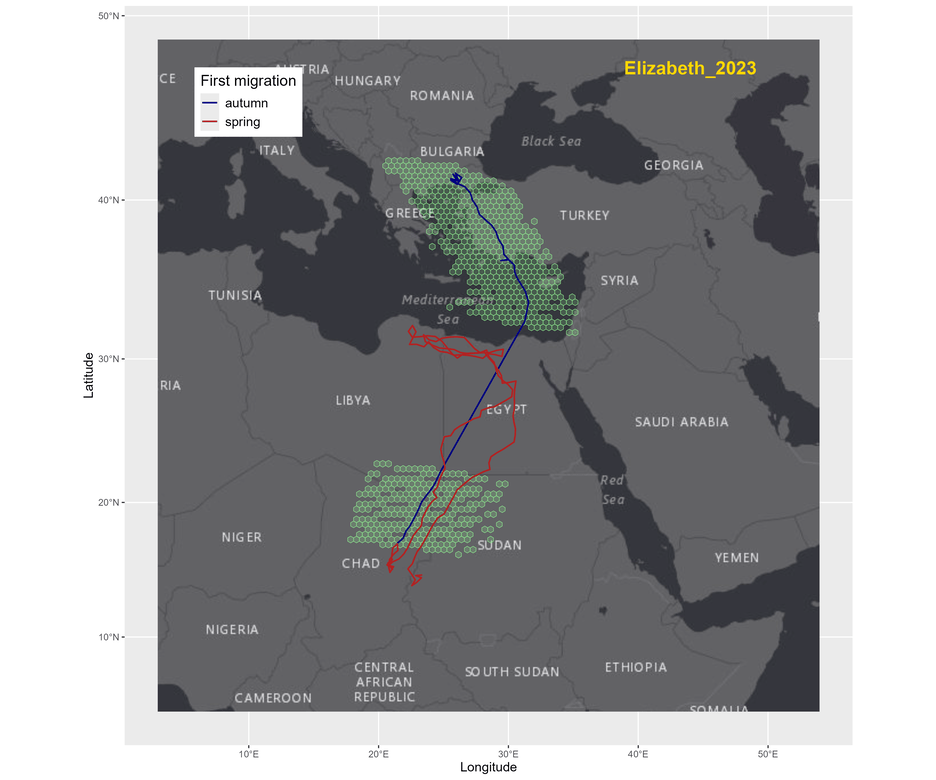 50°N
40°N
30°N
20°N
10°N
Latitude
10°E
20°E
30°E
40°E
50°E
Longitude
Elizabeth_2023
First migration
autumn
spring
CE
AUSTRIA
HUNGARY
ROMANIA
Black Sea
ITALY
BULGARIA
GEORGIA
GREECE
TURKEY
TUNISIA
Mediterranean
Sea
SYRIA
RIA
LIBYA
EGYPT
SAUDI ARABIA
Red
Sea
NIGER
CHAD
SUDAN
YEMEN
NIGERIA
CENTRAL
AFRICAN
REPUBLIC
SOUTH SUDAN
ETHIOPIA
CAMEROON
SOMALIA